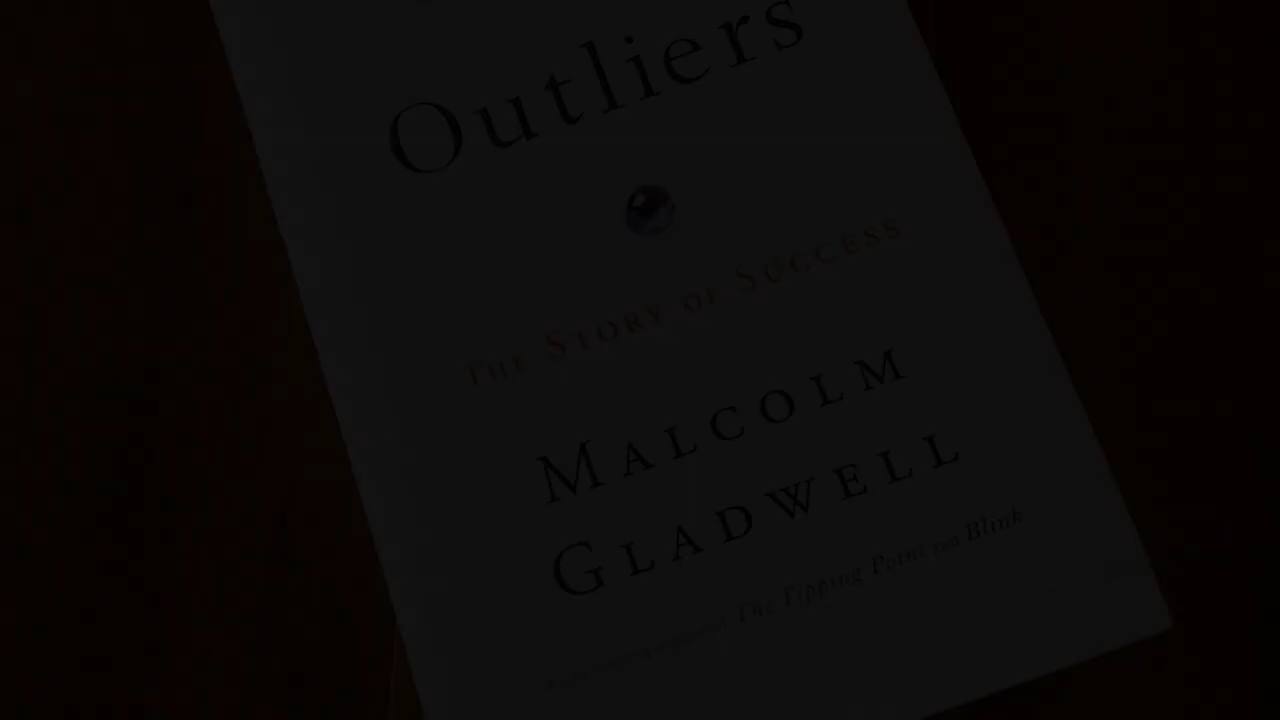 Outliers
THE STORY OF SUCCESS
MALCOLM
GLADWELL
The Tipping Point and Blink